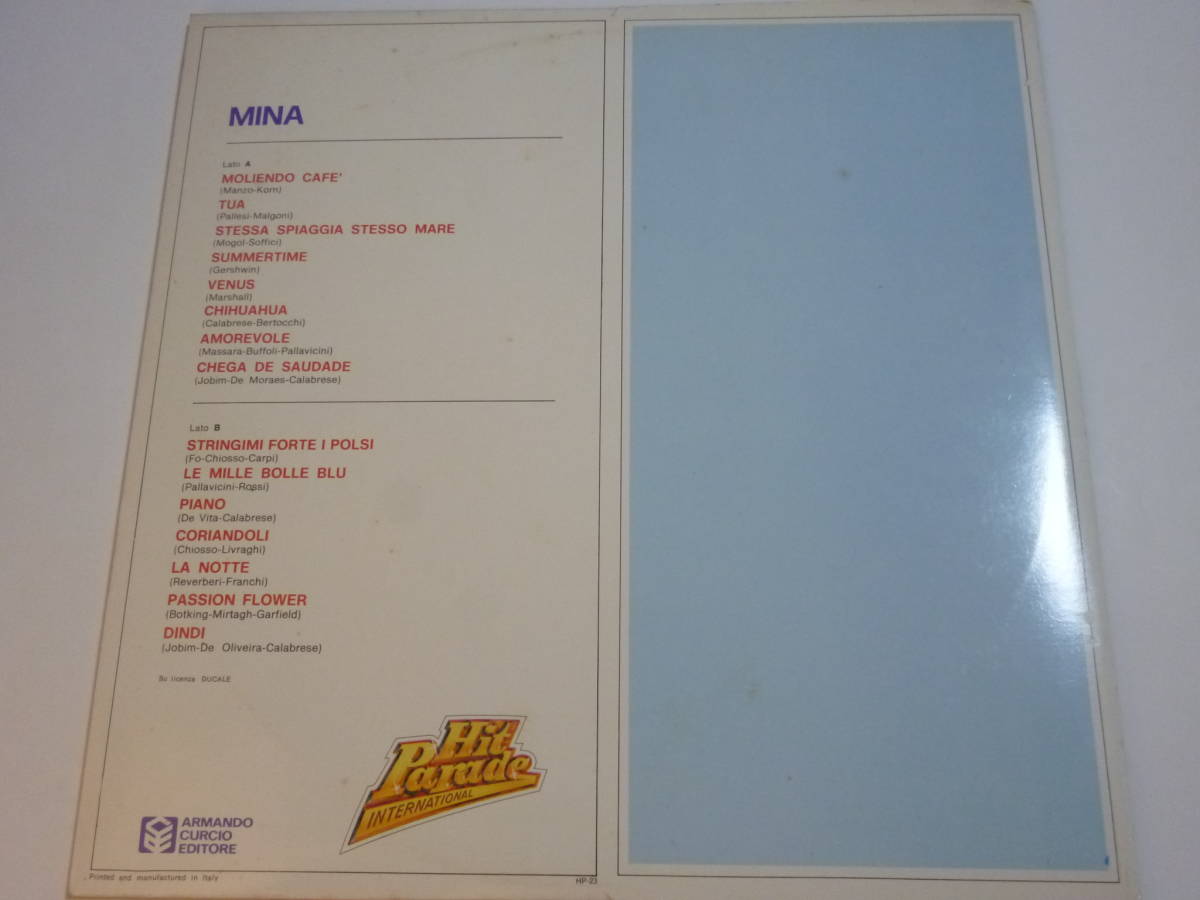 MINA
Lato A
MOLIENDO CAFE'
(Manzo-Korn)
TUA
(Pallesi-Malgoni)
STESSA SPIAGGIA STESSO MARE
(Mogol-Soffici)
SUMMERTIME
(Gershwin)
VENUS
(Marshall)
CHIHUAHUA
(Calabrese-Bertocchi)
AMOREVOLE
(Massara-Buffoli-Pallavicini)
CHEGA DE SAUDADE
(Jobim-De Moraes-Calabrese)
Lato B
STRINGIMI FORTE I POLSI
(Fo-Chiosso-Carpi)
LE MILLE BOLLE BLU
(Pallavicini-Rossi)
PIANO
(De Vita-Calabrese)
CORIANDOLI
(Chiosso-Livraghi)
LA NOTTE
(Reverberi-Franchi)
PASSION FLOWER
(Botking-Mirtagh-Garfield)
DINDI
(Jobim-De Oliveira-Calabrese)
Su licenza DUCALE
Hit
Parade
INTERNATIONAL
ARMANDO
CURCIO
EDITORE
Printed and manufactured in Italy
HP-23